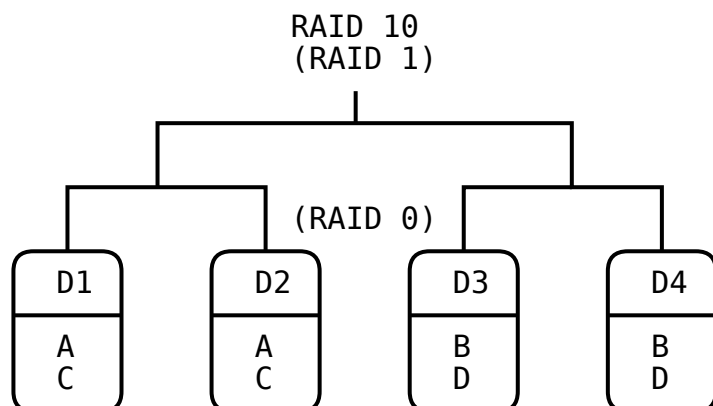 RAID 10
(RAID 1)
(RAID 0)
D1 D2 D3 D4
A A B B
C C D D